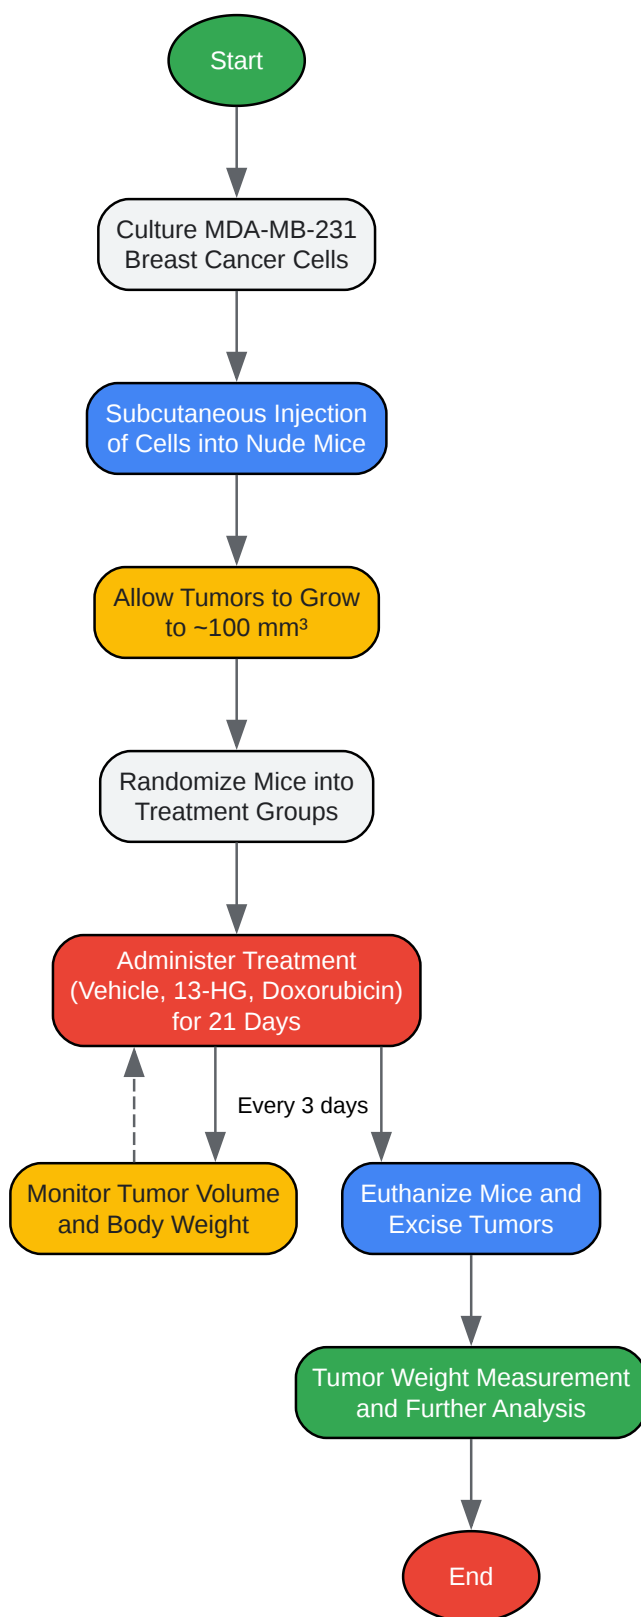 Start
Culture MDA-MB-231
Breast Cancer Cells
Subcutaneous Injection
of Cells into Nude Mice
Allow Tumors to Grow
to ~100 mm³
Randomize Mice into
Treatment Groups
Administer Treatment
(Vehicle, 13-HG, Doxorubicin)
for 21 Days
Every 3 days
Monitor Tumor Volume
and Body Weight
Euthanize Mice and
Excise Tumors
Tumor Weight Measurement
and Further Analysis
End